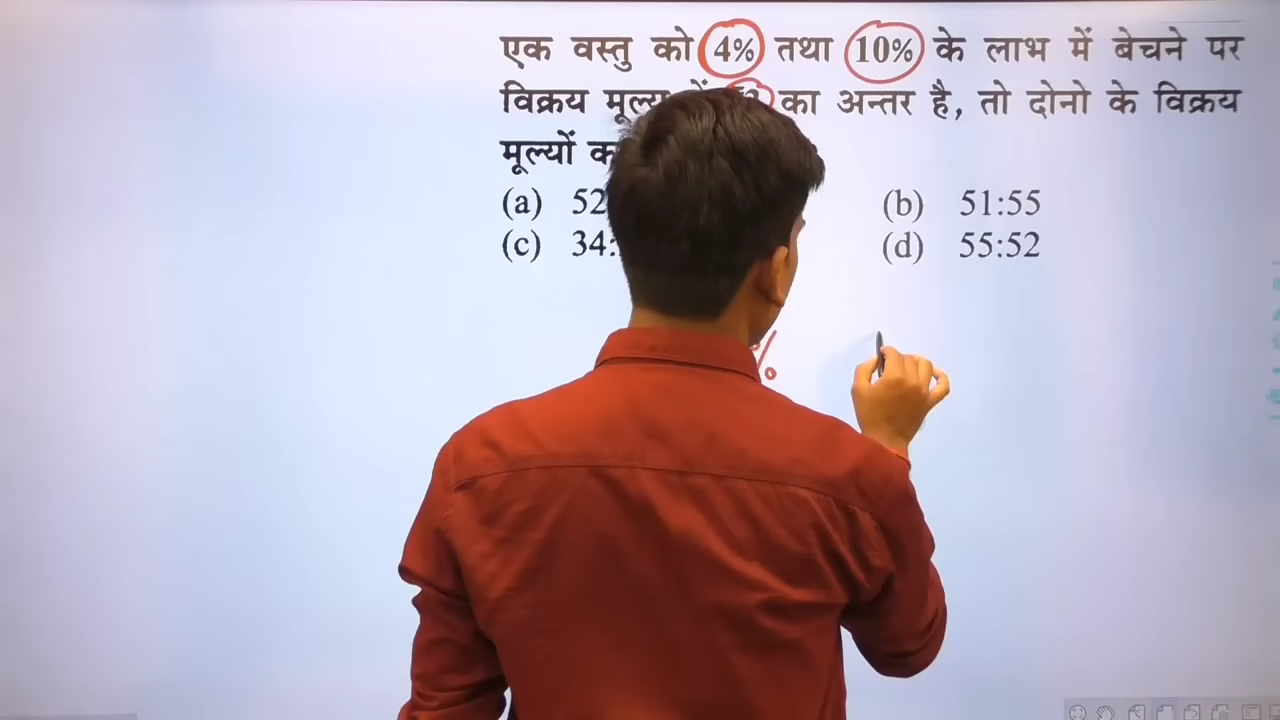 एक वस्तु को 4% तथा 10% के लाभ में बेचने पर
विक्रय मूल्य का अन्तर है, तो दोनो के विक्रय
मूल्यों
(a) 52 (b) 51:55
(c) 34: (d) 55:52
%